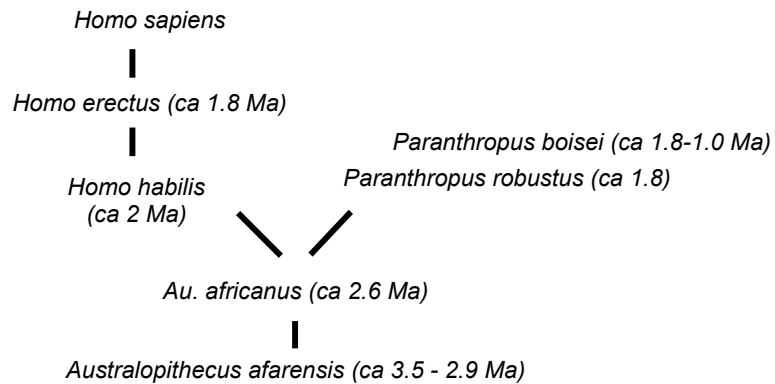 Homo sapiens
Homo erectus (ca 1.8 Ma)
Paranthropus boisei (ca 1.8-1.0 Ma)
Paranthropus robustus (ca 1.8)
Homo habilis
(ca 2 Ma)
Au. africanus (ca 2.6 Ma)
Australopithecus afarensis (ca 3.5 - 2.9 Ma)